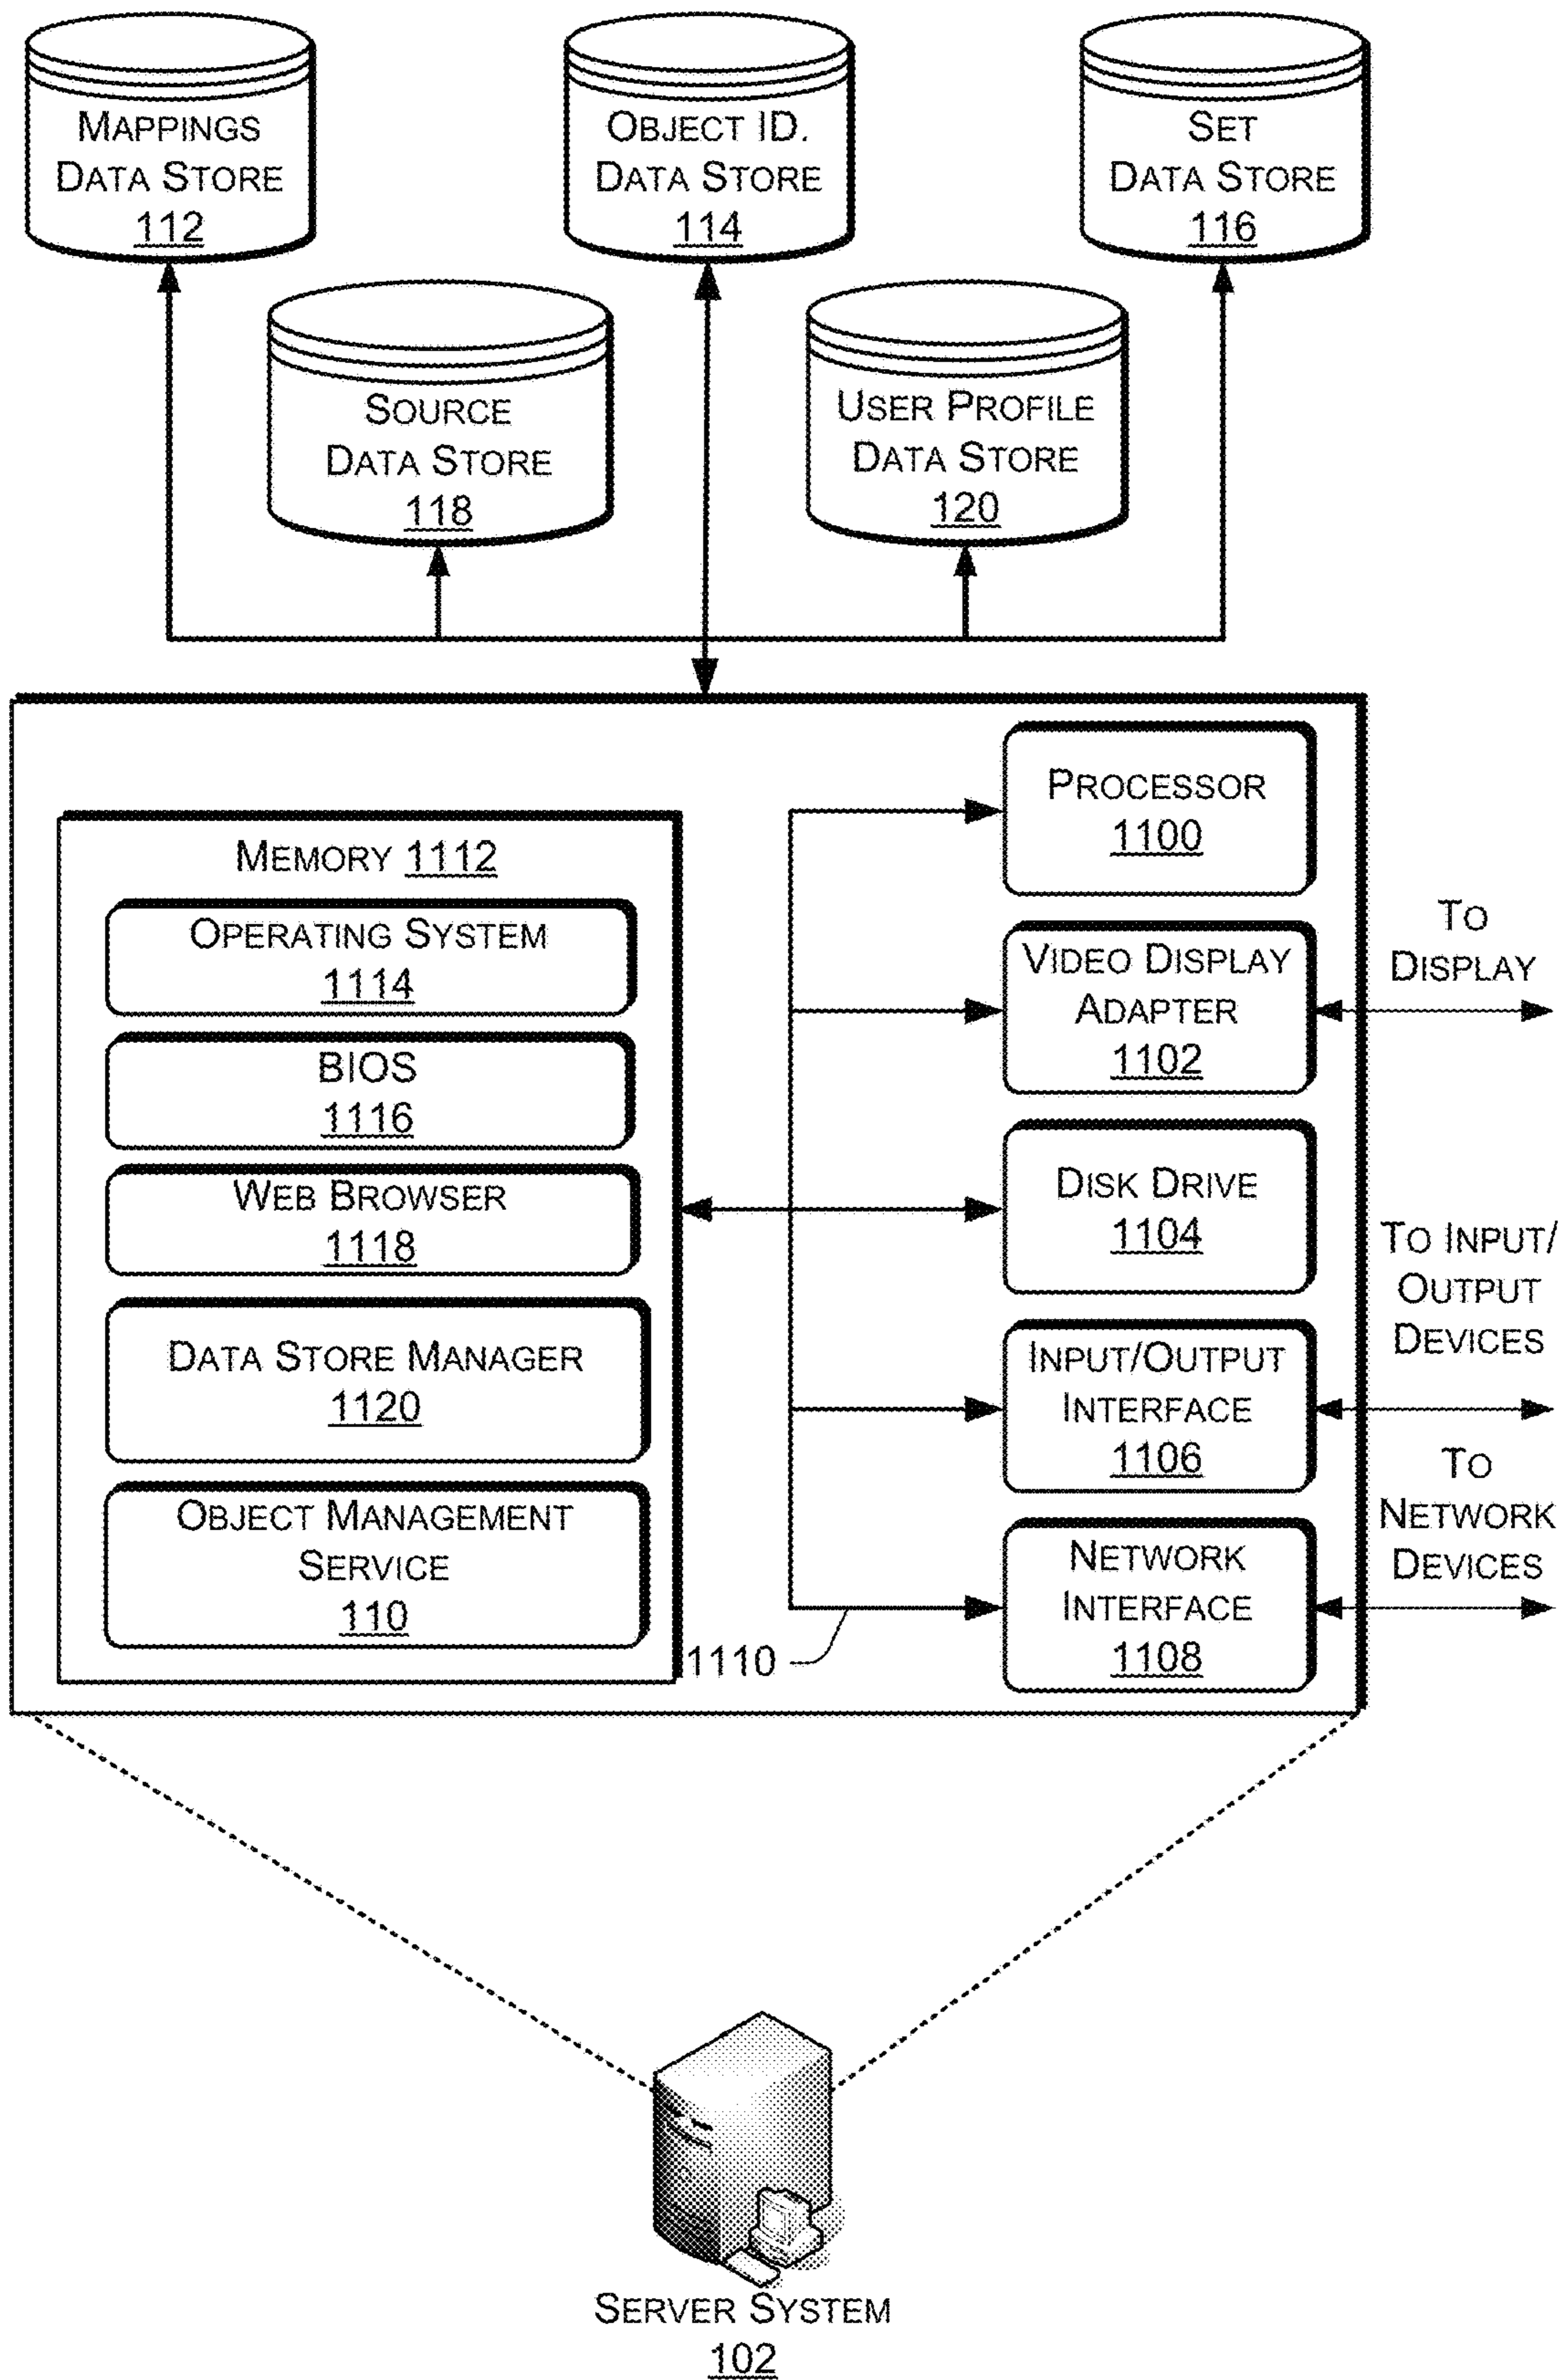 MAPPINGS
DATA STORE
112
OBJECT ID.
DATA STORE
114
SET
DATA STORE
116
SOURCE
DATA STORE
118
USER PROFILE
DATA STORE
120
MEMORY 1112
OPERATING SYSTEM
1114
BIOS
1116
WEB BROWSER
1118
DATA STORE MANAGER
1120
OBJECT MANAGEMENT
SERVICE
110
PROCESSOR
1100
VIDEO DISPLAY
ADAPTER
1102
DISK DRIVE
1104
INPUT/OUTPUT
INTERFACE
1106
NETWORK
INTERFACE
1108
1110
TO
DISPLAY
TO INPUT/
OUTPUT
DEVICES
TO
NETWORK
DEVICES
SERVER SYSTEM
102